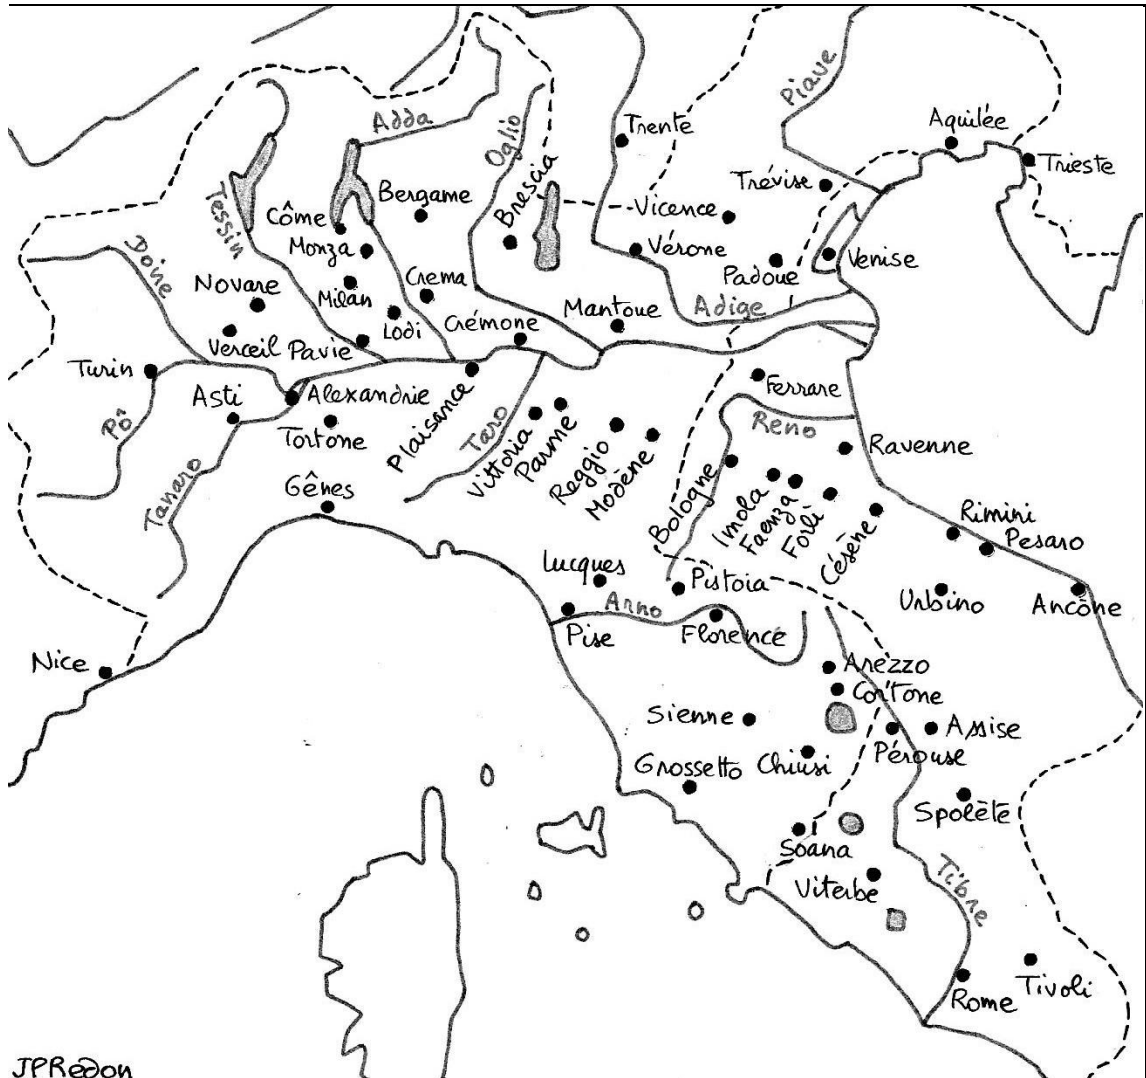 Piave
Adda
Oglio
Trente
Aquilée
Trieste
Tessin
Côme
Bergame
Brescia
Vicence
Trévise
Doire
Monza
Vérone
Padoue
Venise
Novare
Milan
Crema
Lodi
Crémone
Mantoue
Adige
Verceil
Pavie
Turin
Asti
Alexandrie
Plaisance
Ferrare
Pô
Tanaro
Tortone
Taro
Vittoria
Parme
Reggio
Modène
Reno
Ravenne
Gênes
Bologne
Imola
Faenza
Forlì
Césène
Rimini
Pesaro
Lucques
Pistoia
Urbino
Ancône
Arno
Pise
Florence
Nice
Arezzo
Cortone
Sienne
Assise
Pérouse
Grossetto
Chiusi
Spolète
Soana
Viterbe
Tibre
Rome
Tivoli
JPRedon